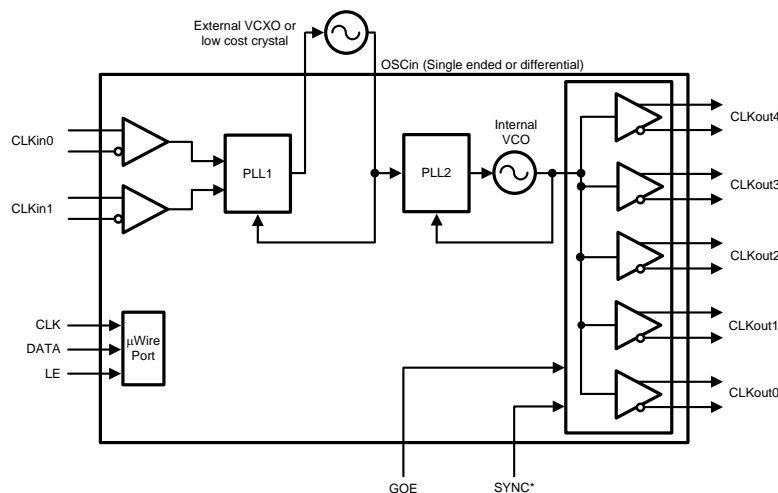 External VCXO or
low cost crystal
OSCin (Single ended or differential)
CLKin0
CLKin1
PLL1
PLL2
Internal
VCO
CLKout4
CLKout3
CLKout2
CLKout1
CLKout0
CLK
DATA
LE
µWire
Port
GOE
SYNC*